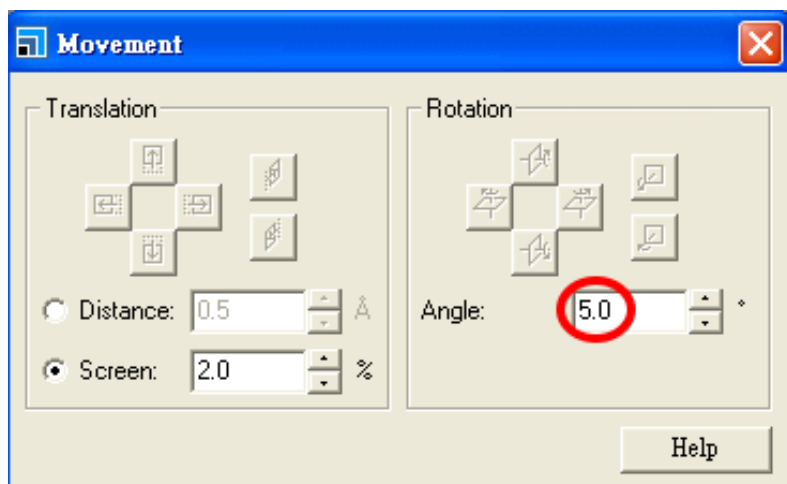 Movement
Translation
Rotation
Distance: 0.5 Å
Angle: 5.0 °
Screen: 2.0 %
Help